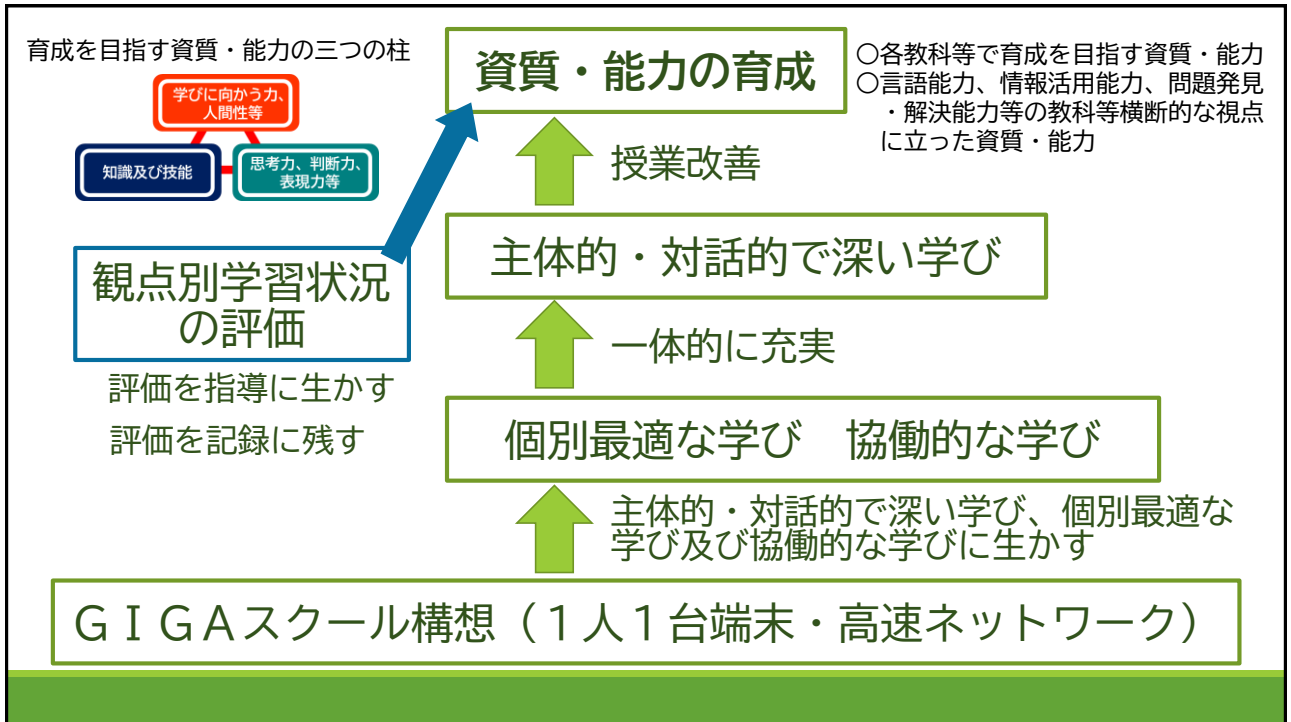 育成を目指す資質・能力の三つの柱
学びに向かう力、
人間性等
知識及び技能
思考力、判断力、
表現力等
資質・能力の育成
〇各教科等で育成を目指す資質・能力
〇言語能力、情報活用能力、問題発見
・解決能力等の教科等横断的な視点
に立った資質・能力
授業改善
主体的・対話的で深い学び
観点別学習状況
の評価
評価を指導に生かす
評価を記録に残す
一体的に充実
個別最適な学び　協働的な学び
主体的・対話的で深い学び、個別最適な
学び及び協働的な学びに生かす
ＧＩＧＡスクール構想（１人１台端末・高速ネットワーク）